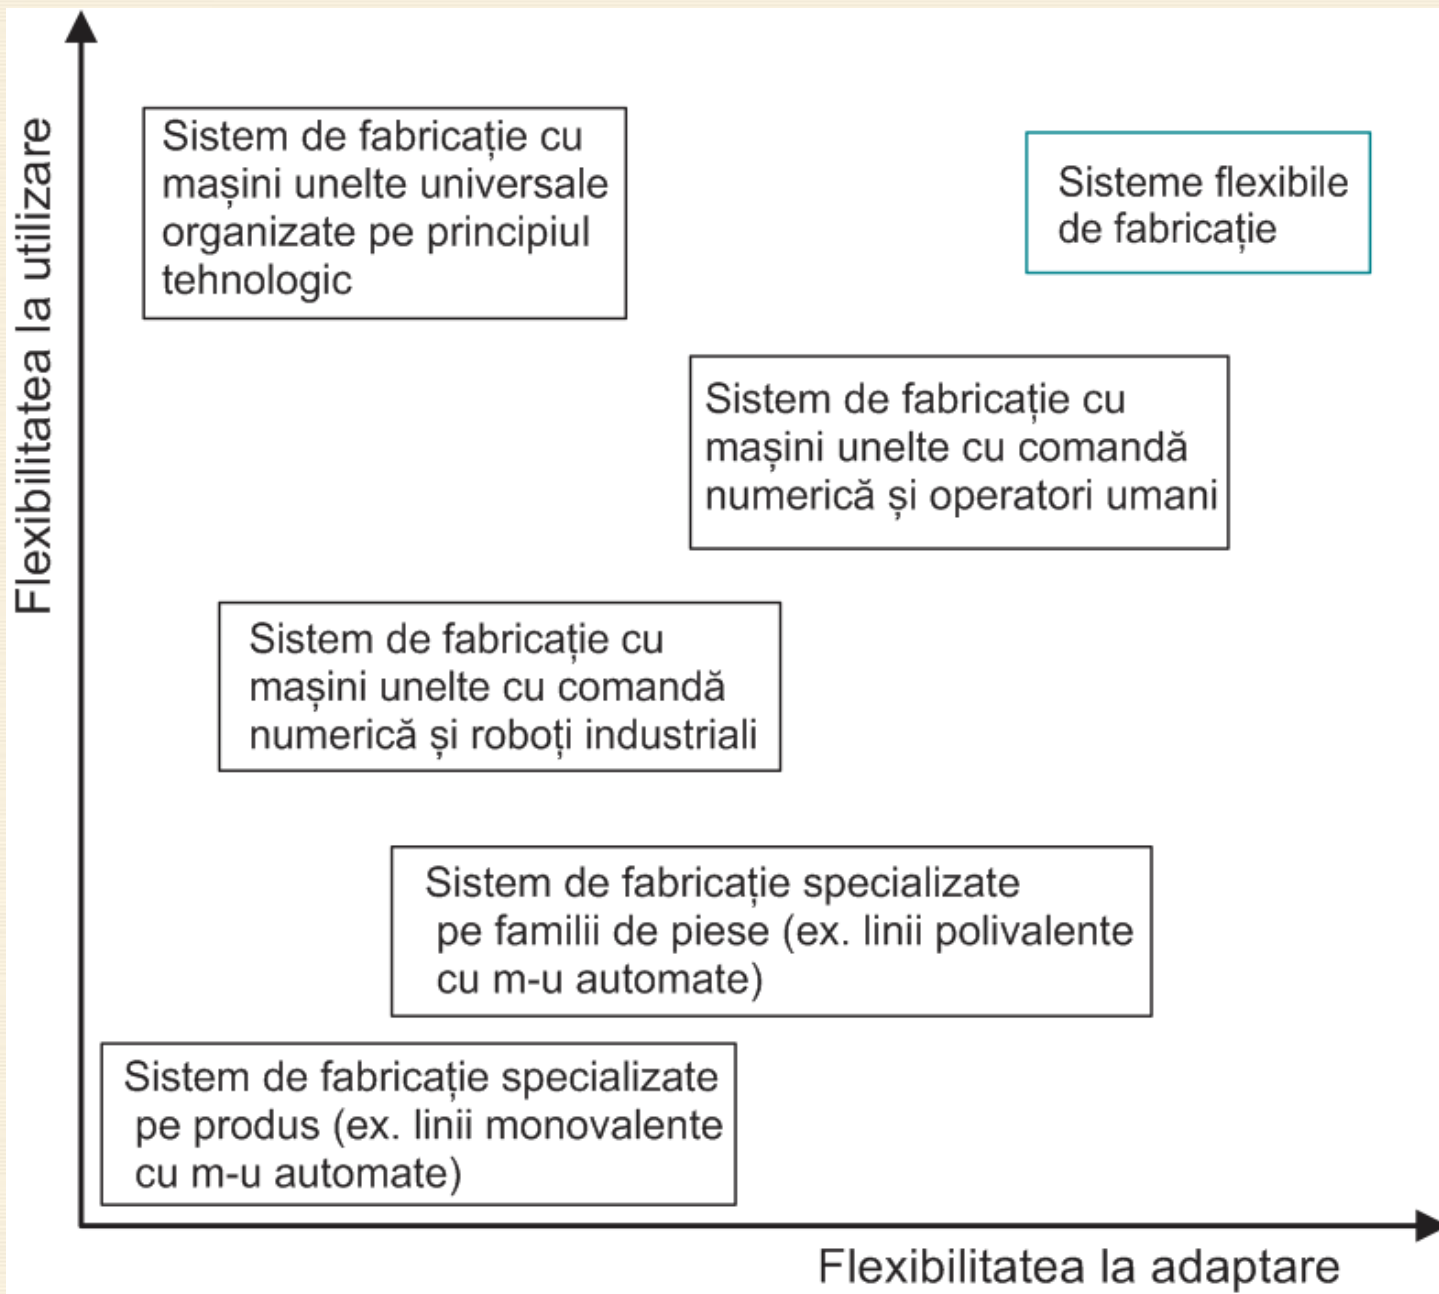 Flexibilitatea la utilizare
Sistem de fabricație cu
mașini unelte universale
organizate pe principiul
tehnologic
Sisteme flexibile
de fabricație
Sistem de fabricație cu
mașini unelte cu comandă
numerică și operatori umani
Sistem de fabricație cu
mașini unelte cu comandă
numerică și roboți industriali
Sistem de fabricație specializate
pe familii de piese (ex. linii polivalente
cu m-u automate)
Sistem de fabricație specializate
pe produs (ex. linii monovalente
cu m-u automate)
Flexibilitatea la adaptare